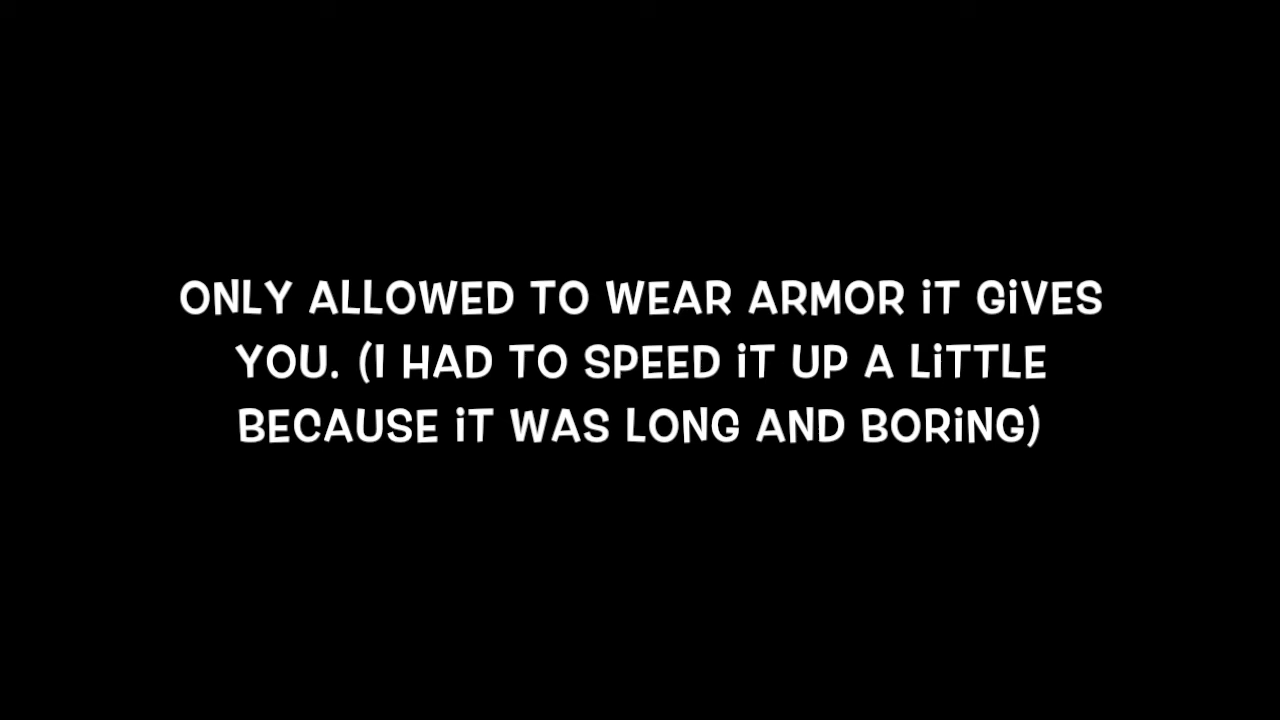 ONLY ALLOWED TO WEAR ARMOR iT GiVES
YOU. (I HAD TO SPEED iT UP A LiTTLE
BECAUSE iT WAS LONG AND BORiNG)